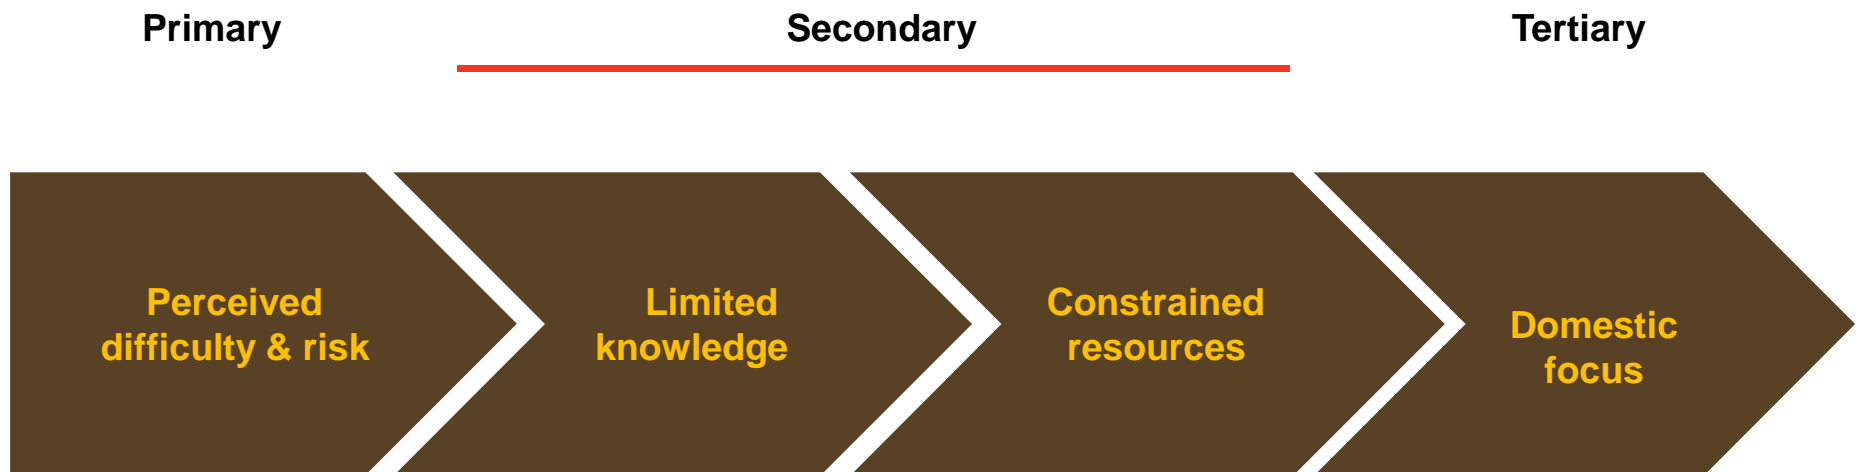 Primary
Secondary
Tertiary
Perceived
difficulty & risk
Limited
knowledge
Constrained
resources
Domestic
focus